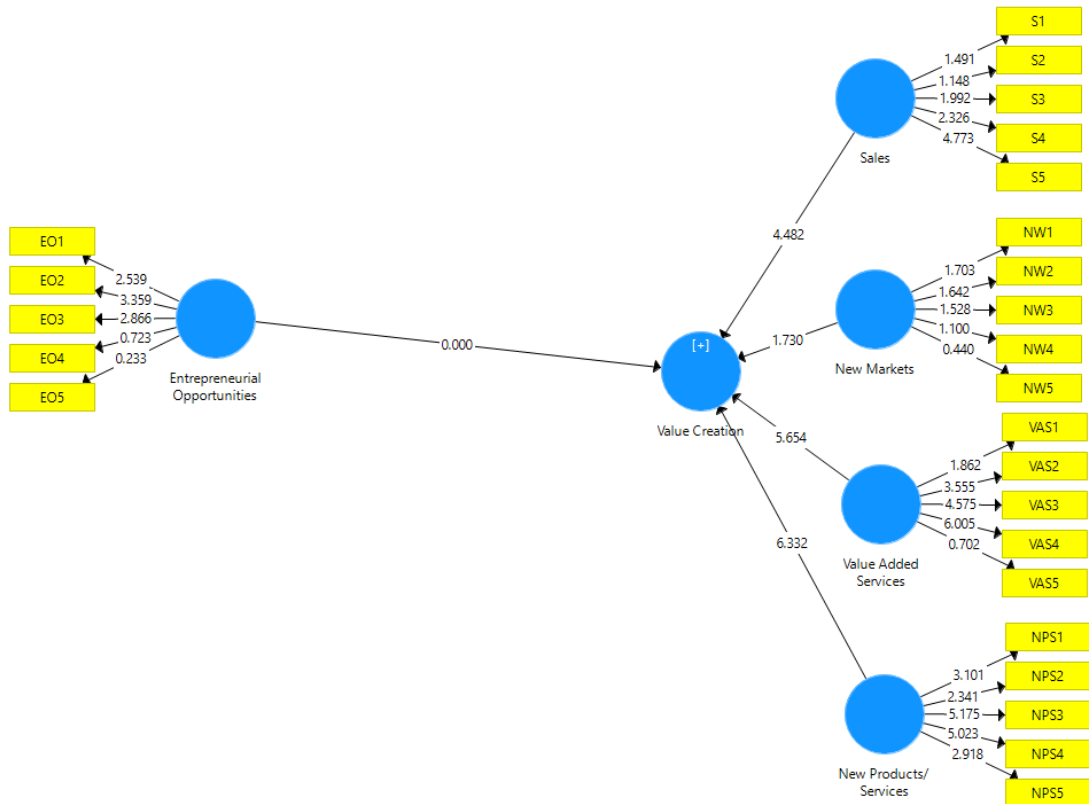 EO1
EO2
EO3
EO4
EO5
2.539
3.359
2.866
0.723
0.233
Entrepreneurial
Opportunities
0.000
[+]
Value Creation
4.482
1.730
5.654
6.332
Sales
1.491
1.148
1.992
2.326
4.773
S1
S2
S3
S4
S5
New Markets
1.703
1.642
1.528
1.100
0.440
NW1
NW2
NW3
NW4
NW5
Value Added
Services
1.862
3.555
4.575
6.005
0.702
VAS1
VAS2
VAS3
VAS4
VAS5
New Products/
Services
3.101
2.341
5.175
5.023
2.918
NPS1
NPS2
NPS3
NPS4
NPS5